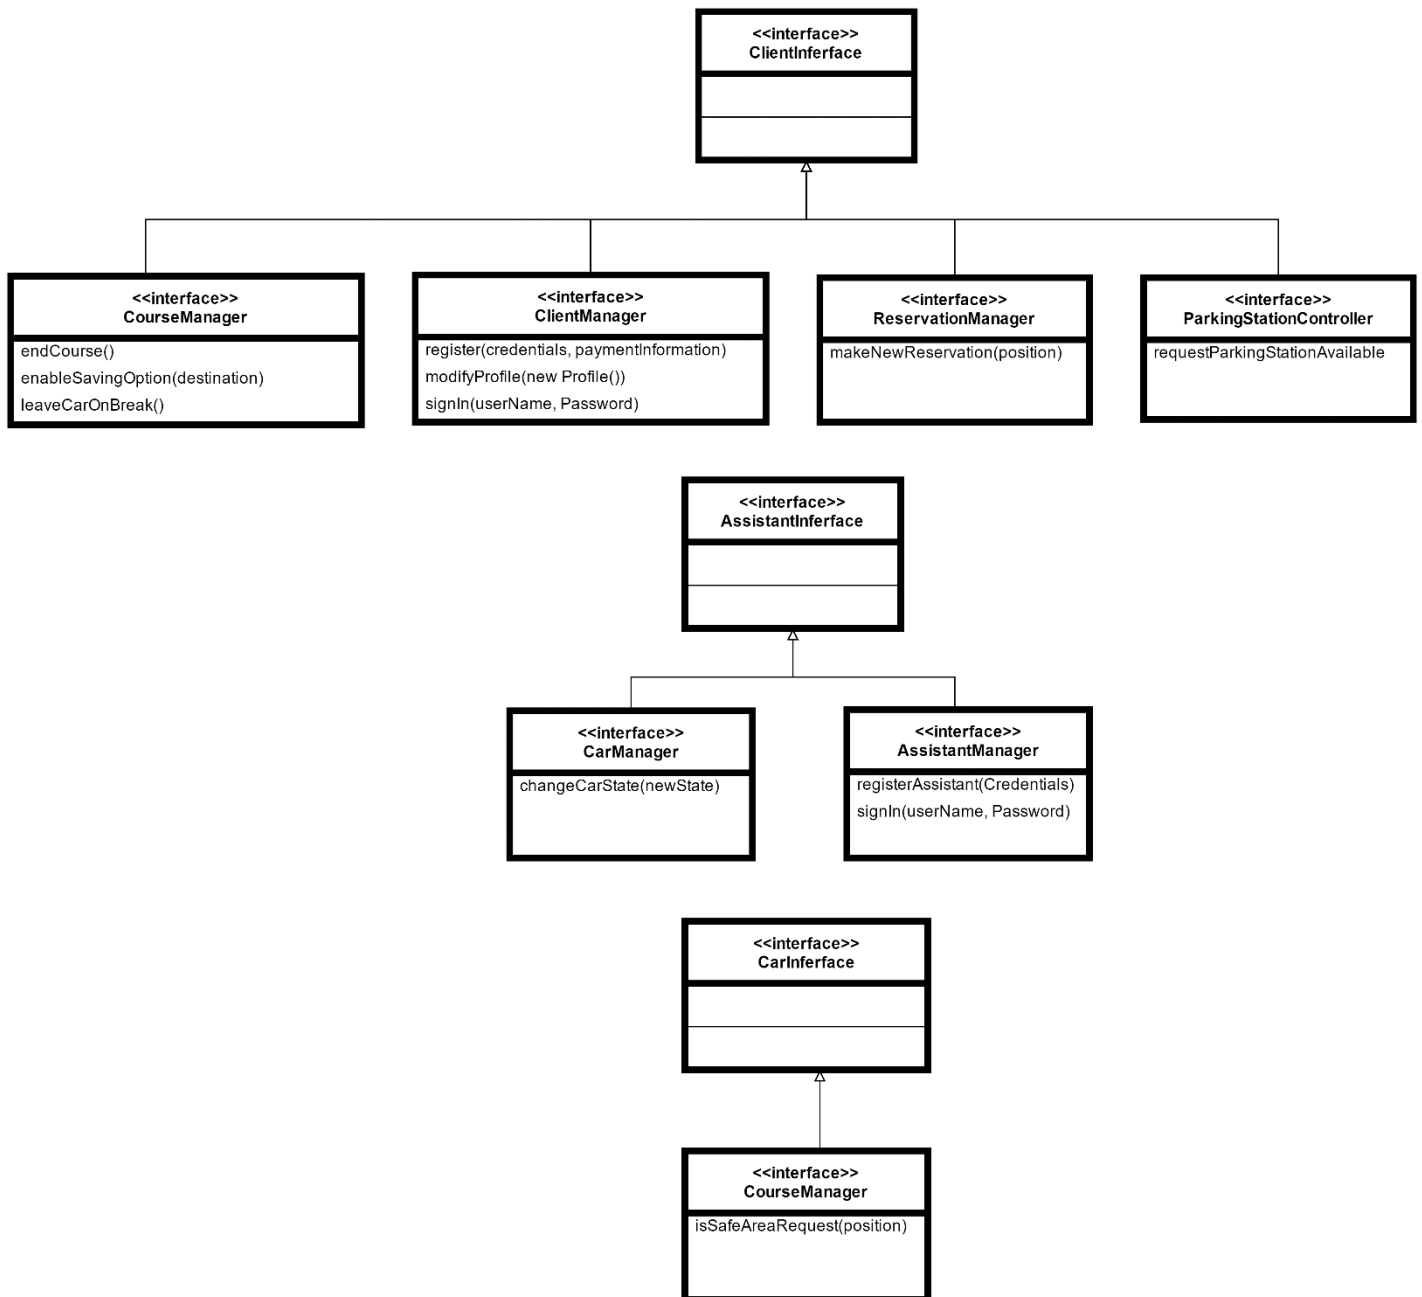 <<interface>>
ClientInferface
<<interface>>
CourseManager
endCourse()
enableSavingOption(destination)
leaveCarOnBreak()
<<interface>>
ClientManager
register(credentials, paymentInformation)
modifyProfile(new Profile())
signIn(userName, Password)
<<interface>>
ReservationManager
makeNewReservation(position)
<<interface>>
ParkingStationController
requestParkingStationAvailable
<<interface>>
AssistantInferface
<<interface>>
CarManager
changeCarState(newState)
<<interface>>
AssistantManager
registerAssistant(Credentials)
signIn(userName, Password)
<<interface>>
CarInferface
<<interface>>
CourseManager
isSafeAreaRequest(position)